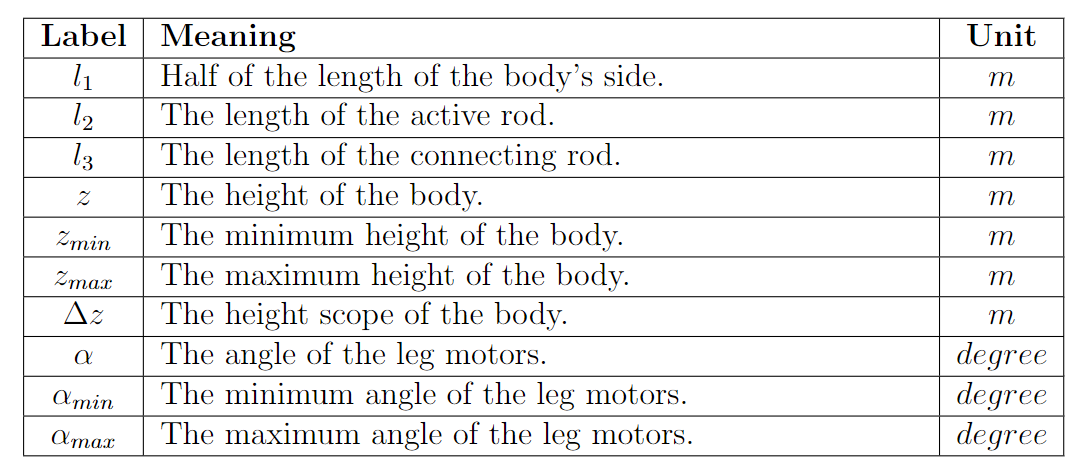 Label Meaning Unit
l₁ Half of the length of the body's side. m
l₂ The length of the active rod. m
l₃ The length of the connecting rod. m
z The height of the body. m
zₘᵢₙ The minimum height of the body. m
zₘₐₓ The maximum height of the body. m
Δz The height scope of the body. m
α The angle of the leg motors. degree
αₘᵢₙ The minimum angle of the leg motors. degree
αₘₐₓ The maximum angle of the leg motors. degree